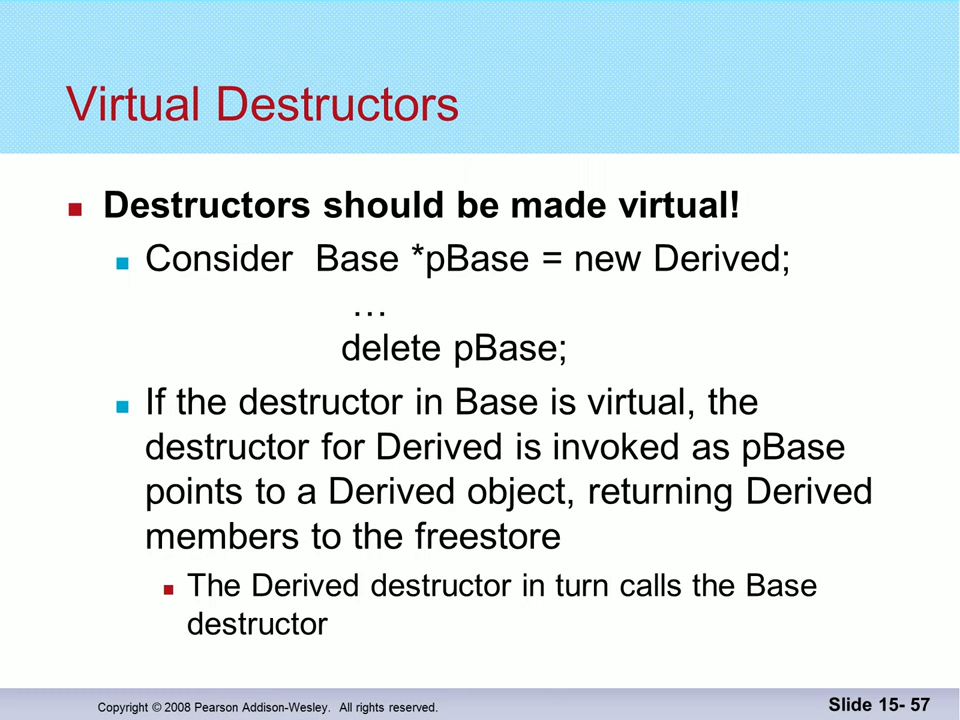 Virtual Destructors
Destructors should be made virtual!
Consider  Base *pBase = new Derived;
…
delete pBase;
If the destructor in Base is virtual, the
destructor for Derived is invoked as pBase
points to a Derived object, returning Derived
members to the freestore
The Derived destructor in turn calls the Base
destructor
Copyright © 2008 Pearson Addison-Wesley.  All rights reserved.
Slide 15- 57